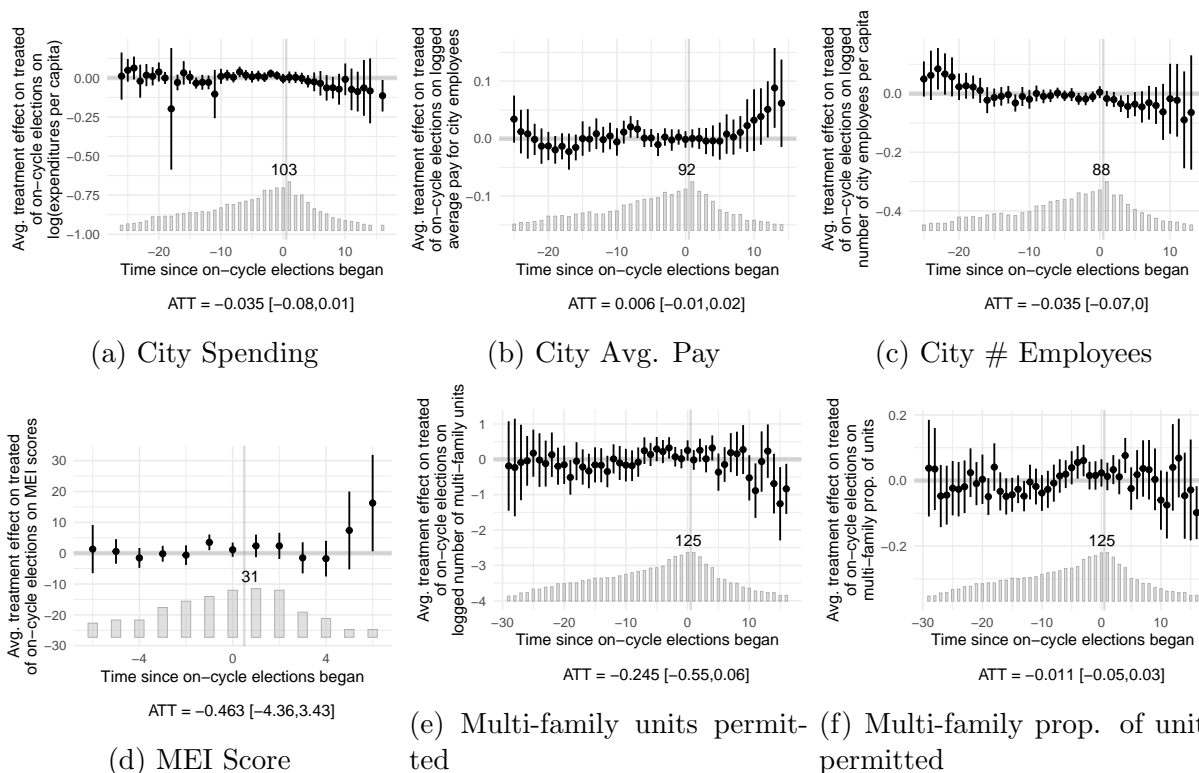 Avg. treatment effect on treated
of on−cycle elections on
log(expenditures per capita)
0.00
−0.25
−0.50
−0.75
−1.00
103
−20
−10
0
10
Time since on−cycle elections began
ATT = −0.035 [−0.08,0.01]
(a) City Spending
Avg. treatment effect on treated
of on−cycle elections on logged
average pay for city employees
0.1
0.0
−0.1
92
−20
−10
0
10
Time since on−cycle elections began
ATT = 0.006 [−0.01,0.02]
(b) City Avg. Pay
Avg. treatment effect on treated
of on−cycle elections on logged
number of city employees per capita
0.2
0.0
−0.2
−0.4
88
−20
−10
0
10
Time since on−cycle elections began
ATT = −0.035 [−0.07,0]
(c) City # Employees
Avg. treatment effect on treated
of on−cycle elections on MEI scores
30
20
10
0
−10
−20
−30
31
−4
0
4
Time since on−cycle elections began
ATT = −0.463 [−4.36,3.43]
(d) MEI Score
Avg. treatment effect on treated
of on−cycle elections on
logged number of multi−family units
1
0
−1
−2
−3
−4
125
−20
−10
0
10
Time since on−cycle elections began
ATT = −0.245 [−0.55,0.06]
(e) Multi-family units permit-
ted
Avg. treatment effect on treated
of on−cycle elections on
multi−family prop. of units
0.2
0.0
−0.2
125
−20
−10
0
10
Time since on−cycle elections began
ATT = −0.011 [−0.05,0.03]
(f) Multi-family prop. of unit
permitted